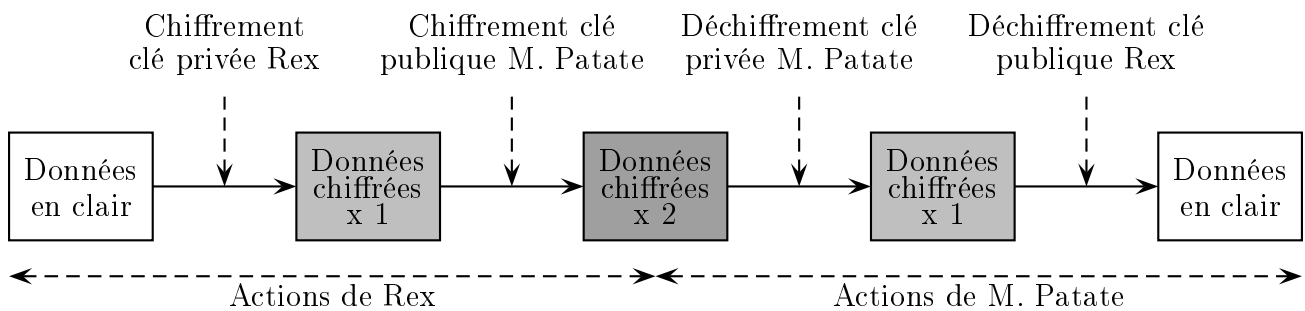 Chiffrement
clé privée Rex
Chiffrement clé
publique M. Patate
Déchiffrement clé
privée M. Patate
Déchiffrement clé
publique Rex
Données
en clair
Données
chiffrées
x 1
Données
chiffrées
x 2
Données
chiffrées
x 1
Données
en clair
Actions de Rex
Actions de M. Patate